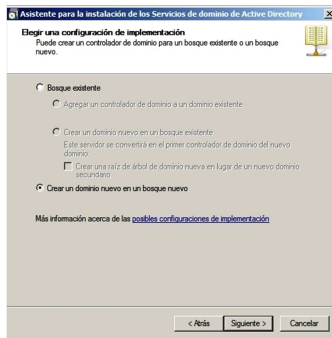 Asistente para la instalación de los Servicios de dominio de Active Directory
Elegir una configuración de implementación
Puede crear un controlador de dominio para un bosque existente o un bosque
nuevo.
Bosque existente
Agregar un controlador de dominio a un dominio existente
Crear un dominio nuevo en un bosque existente
Este servidor se convertirá en el primer controlador de dominio del nuevo
dominio.
Crear una raíz de árbol de dominio nueva en lugar de un nuevo dominio
secundario
Crear un dominio nuevo en un bosque nuevo
Más información acerca de las posibles configuraciones de implementación
< Atrás
Siguiente >
Cancelar